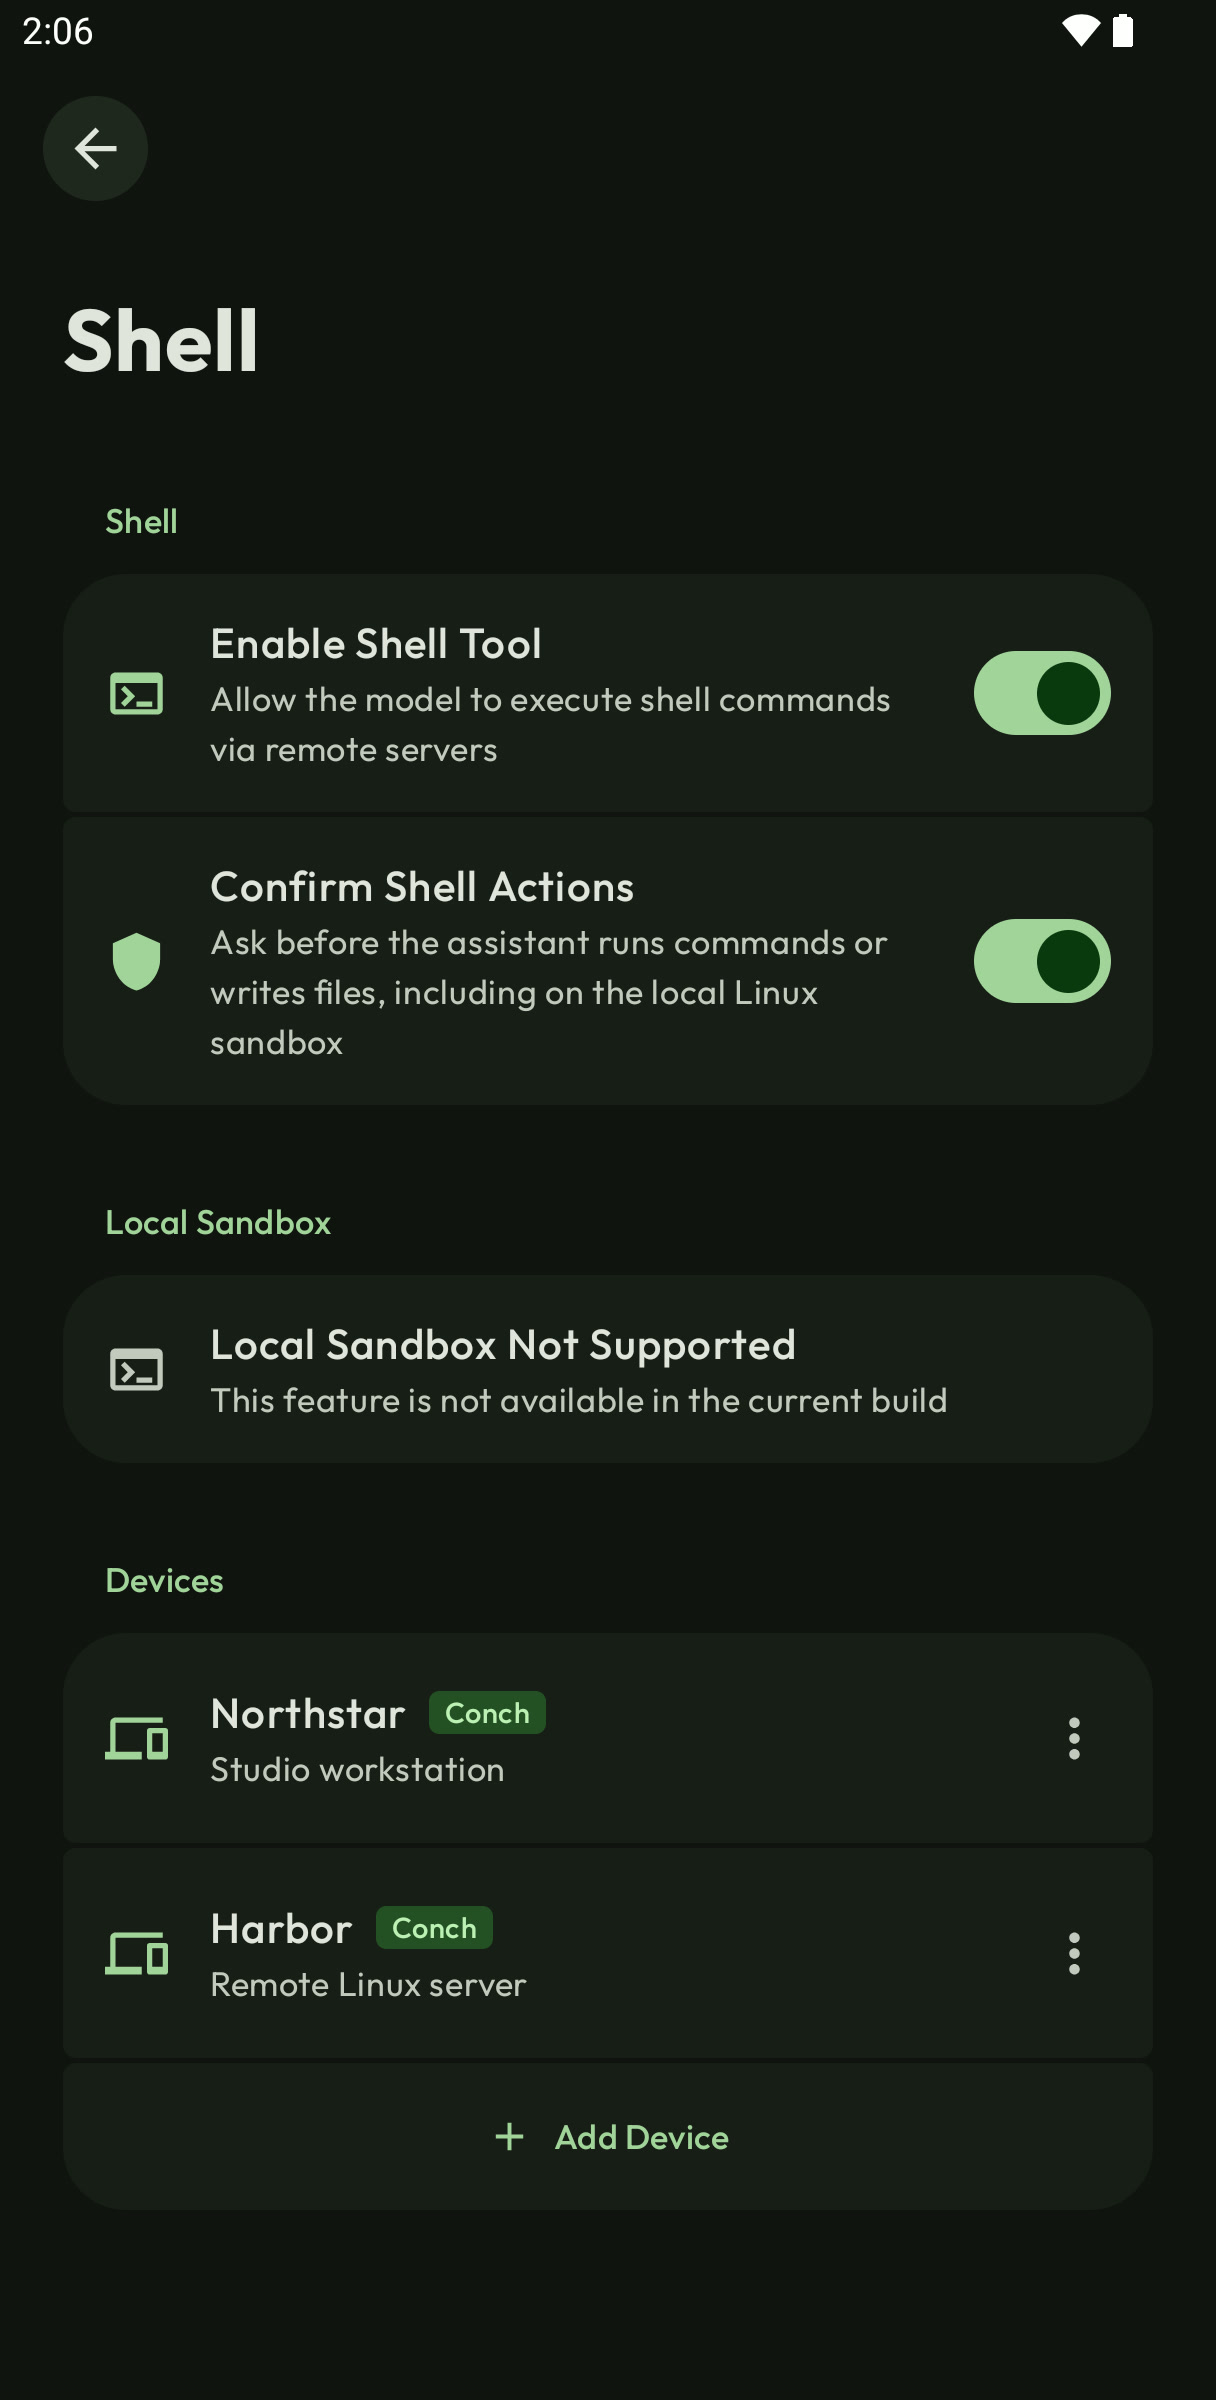 2:06
Shell
Shell
Enable Shell Tool
Allow the model to execute shell commands
via remote servers
Confirm Shell Actions
Ask before the assistant runs commands or
writes files, including on the local Linux
sandbox
Local Sandbox
Local Sandbox Not Supported
This feature is not available in the current build
Devices
Northstar Conch
Studio workstation
Harbor Conch
Remote Linux server
Add Device